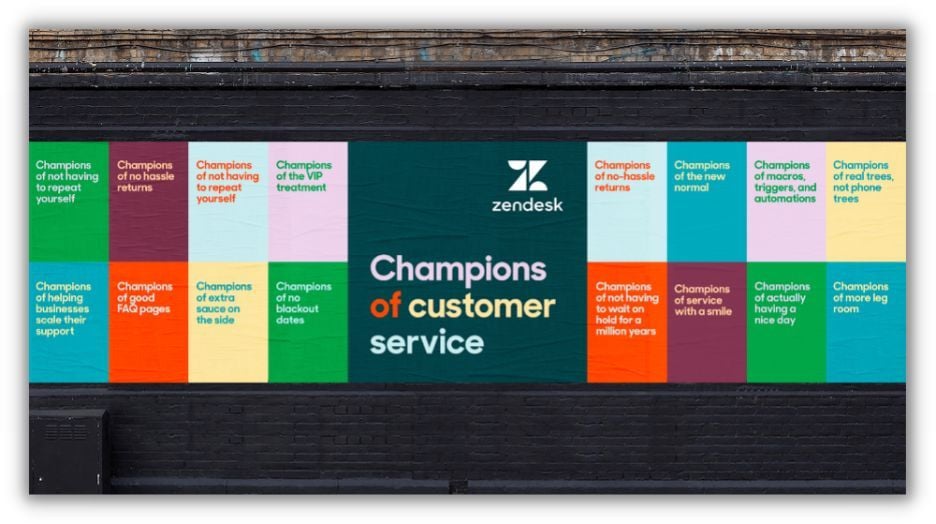 Champions
of not having
to repeat
yourself
Champions
of no hassle
returns
Champions
of not having
to repeat
yourself
Champions
of the VIP
treatment
zendesk
Champions
of customer
service
Champions
of no-hassle
returns
Champions
of the new
normal
Champions
of macros,
triggers, and
automations
Champions
of real trees,
not phone
trees
Champions
of helping
businesses
scale their
support
Champions
of good
FAQ pages
Champions
of extra
sauce on
the side
Champions
of no
blackout
dates
Champions
of not having
to wait on
hold for a
million years
Champions
of service
with a smile
Champions
of actually
having a
nice day
Champions
of more leg
room